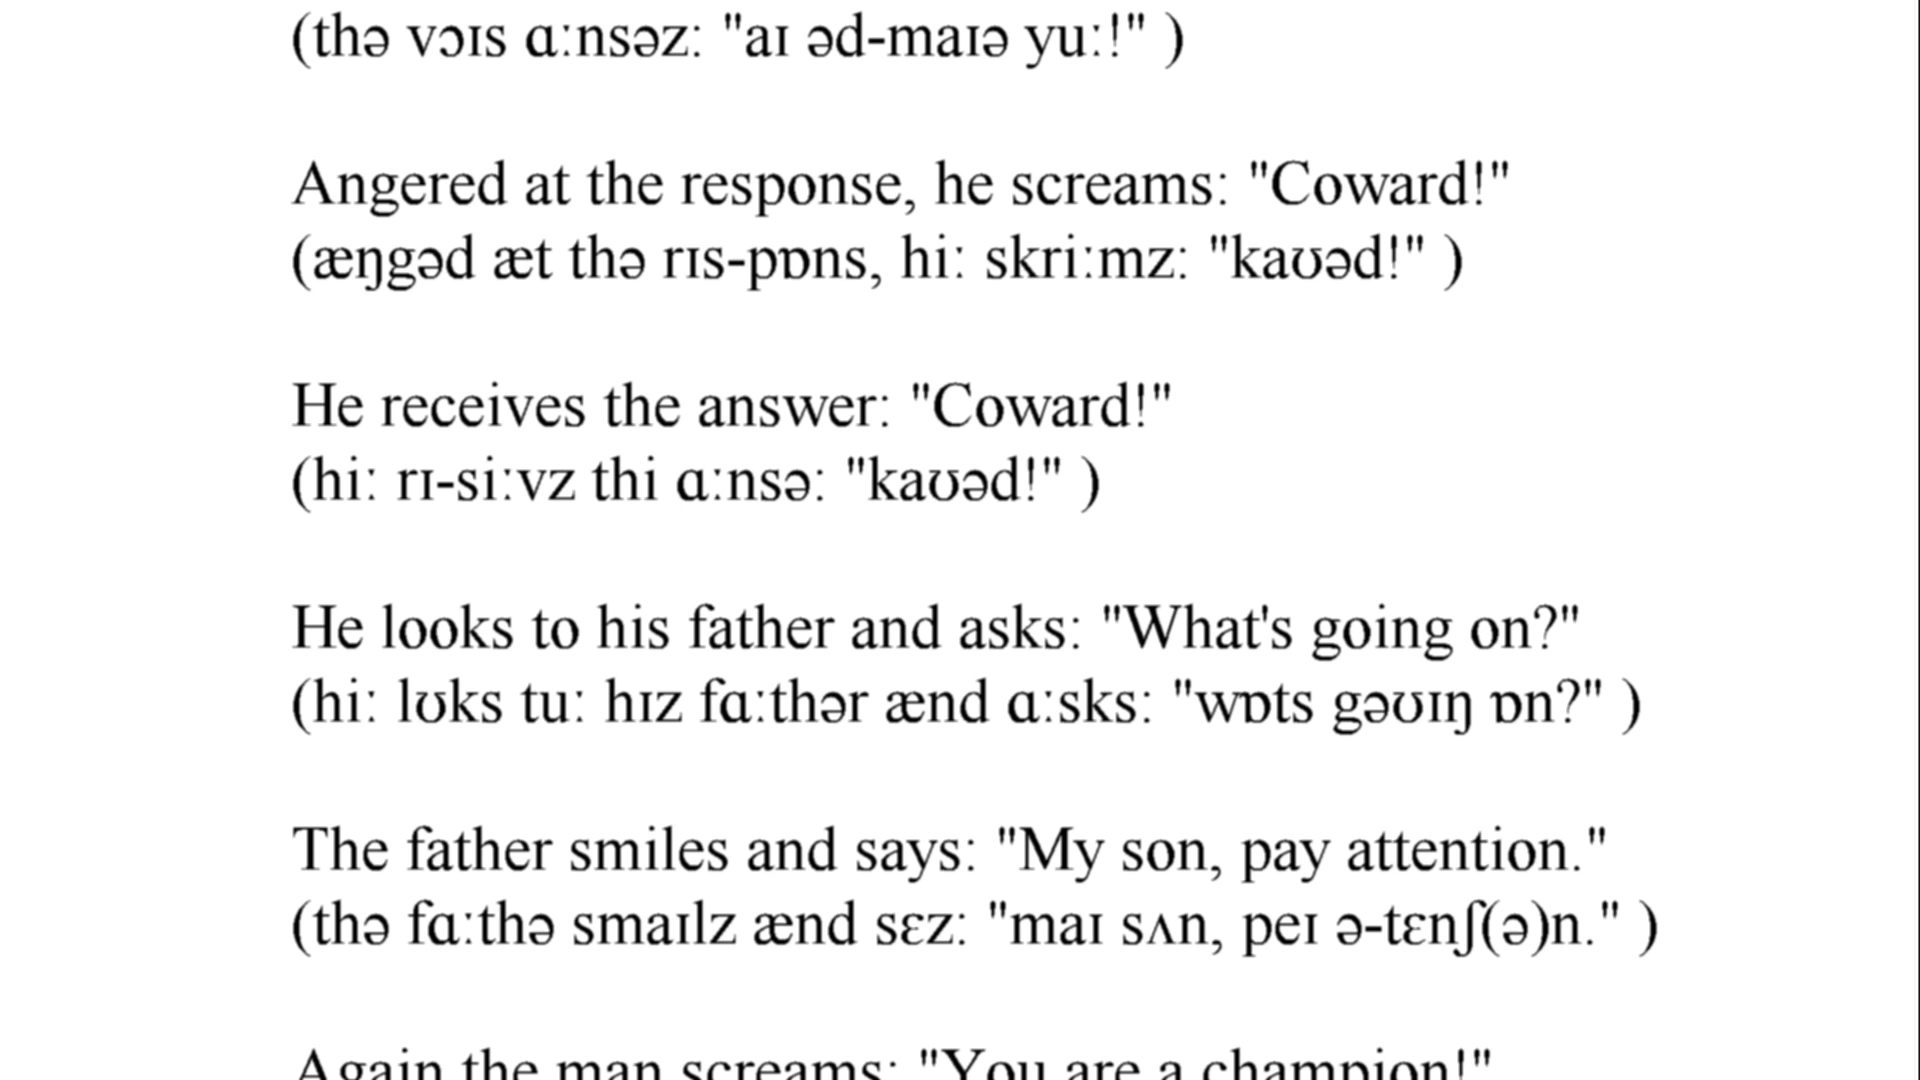 (thə vɔɪs ɑːnsəz: "aɪ əd-maɪə yuː!" )
Angered at the response, he screams: "Coward!"
(æŋgəd æt thə rɪs-pɒns, hiː skriːmz: "kaʊəd!" )
He receives the answer: "Coward!"
(hiː rɪ-siːvz thi ɑːnsə: "kaʊəd!" )
He looks to his father and asks: "What's going on?"
(hiː lʊks tuː hɪz fɑːthər ænd ɑːsks: "wɒts gəʊɪŋ ɒn?" )
The father smiles and says: "My son, pay attention."
(thə fɑːthə smaɪlz ænd sɛz: "maɪ sʌn, peɪ ə-tɛnʃ(ə)n." )
Again the man screams: "You are a champion!"